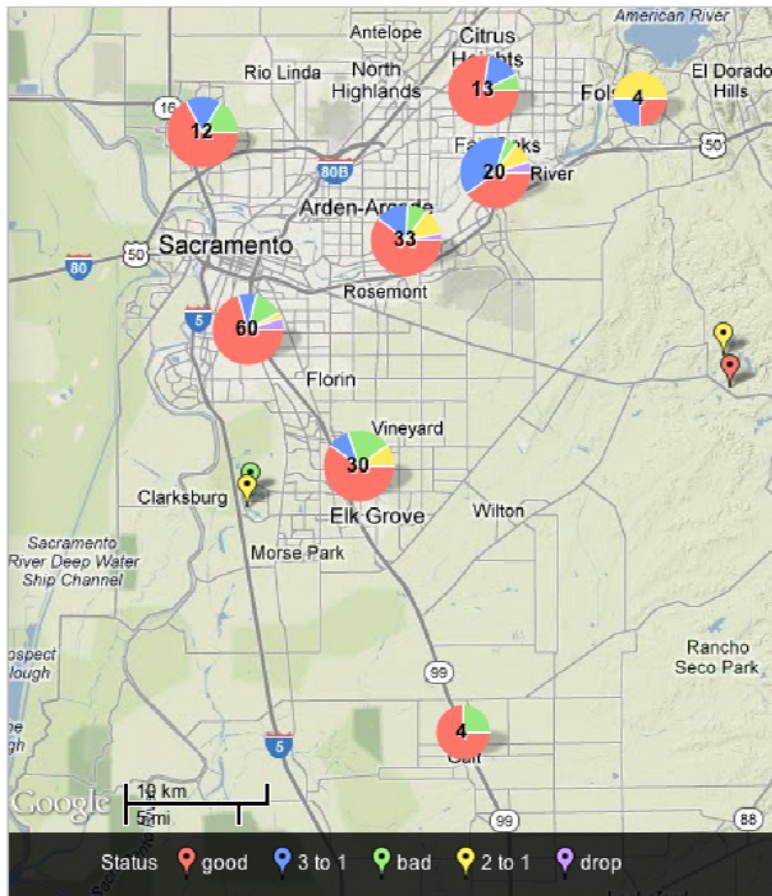 American River
Antelope
Citrus
Heights
Rio Linda
North
Highlands
El Dorado
Hills
13
4
16
12
50
80B
20
River
Arden-Arcade
33
50
Sacramento
80
Rosemont
5
60
Florin
Vineyard
30
Clarksburg
Elk Grove
Wilton
Sacramento
River Deep Water
Ship Channel
Morse Park
Rancho
Seco Park
ospect
lough
99
4
Galt
5
10 km
5 mi
Google
99
88
Status good 3 to 1 bad 2 to 1 drop